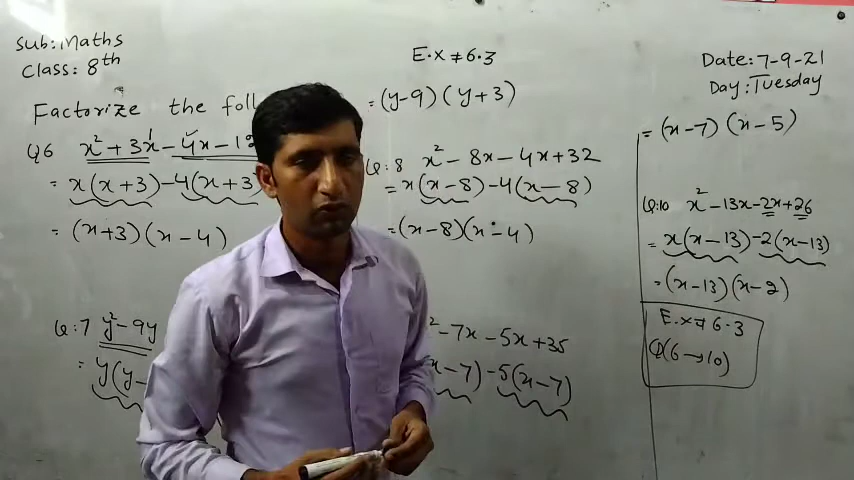 Sub: Maths
Class: 8th
E.x # 6.3
Date: 7-9-21
Day: Tuesday
Factorize the foll
Q6 x² + 3x - 4x - 12
= x(x+3) - 4(x+3)
= (x+3)(x-4)
Q:7 y² - 9y
= y(y-
= (y-9)(y+3)
Q:8 x² - 8x - 4x + 32
= x(x-8) - 4(x-8)
= (x-8)(x-4)
² - 7x - 5x + 35
x-7) - 5(x-7)
= (x-7)(x-5)
Q:10 x² - 13x - 2x + 26
= x(x-13) - 2(x-13)
= (x-13)(x-2)
E.x # 6.3
Q(6→10)